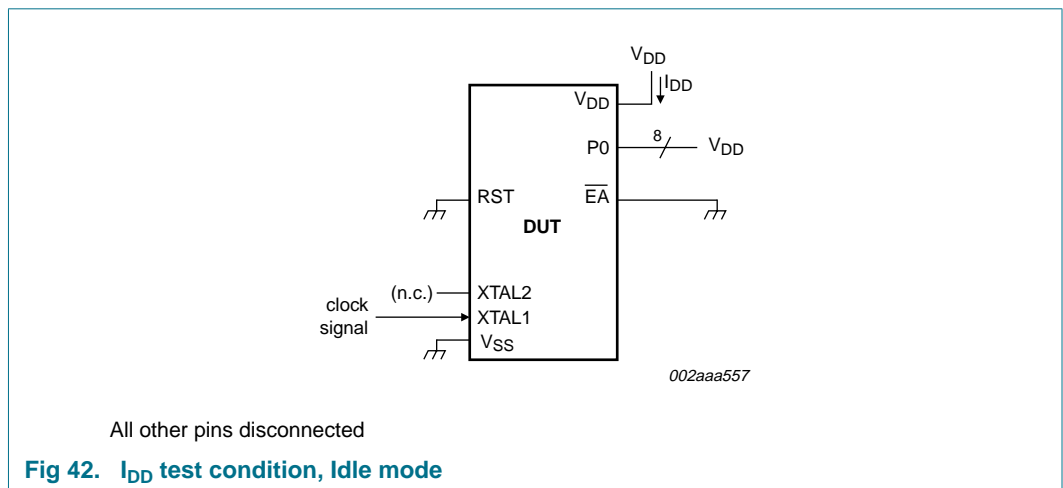 VDD
IDD
VDD
8
P0
VDD
RST
EA
DUT
(n.c.)
XTAL2
clock
signal
XTAL1
VSS
002aaa557
All other pins disconnected
Fig 42. IDD test condition, Idle mode